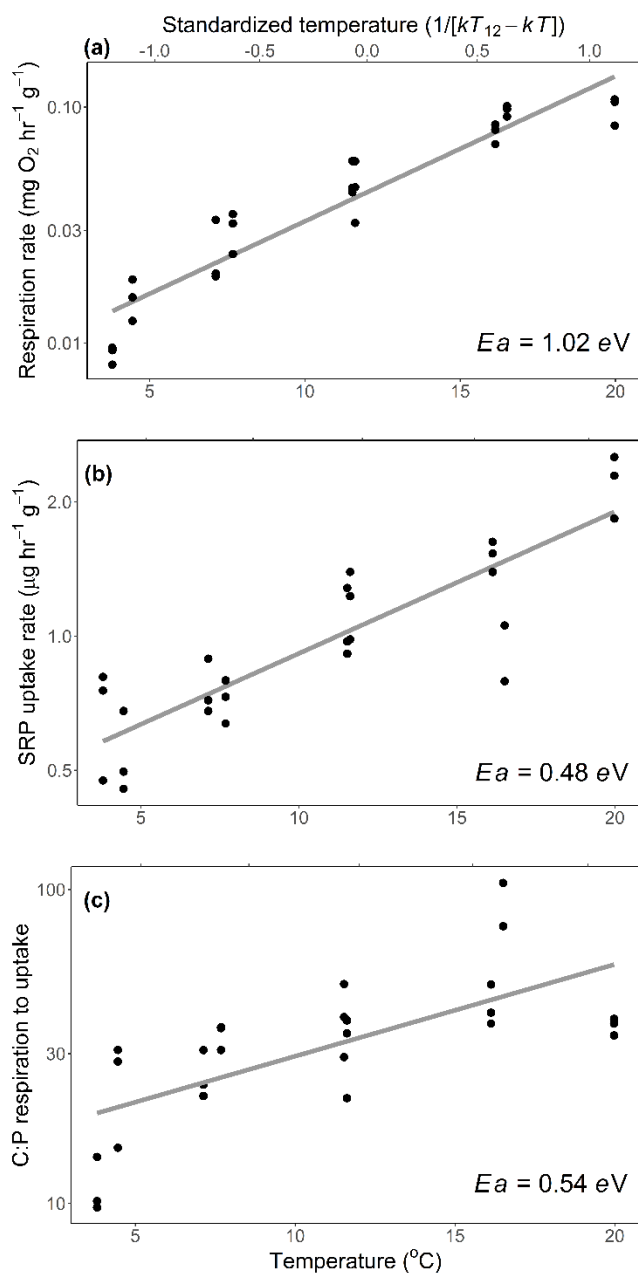 Standardized temperature (1/[kT₁₂−kT])
-1.0 -0.5 0.0 0.5 1.0
(a)
Respiration rate (mg O₂ hr⁻¹ g⁻¹)
0.10
0.03
0.01
Ea = 1.02 eV
5 10 15 20
(b)
SRP uptake rate (µg hr⁻¹ g⁻¹)
2.0
1.0
0.5
Ea = 0.48 eV
5 10 15 20
(c)
C:P respiration to uptake
100
30
10
Ea = 0.54 eV
5 10 15 20
Temperature (°C)